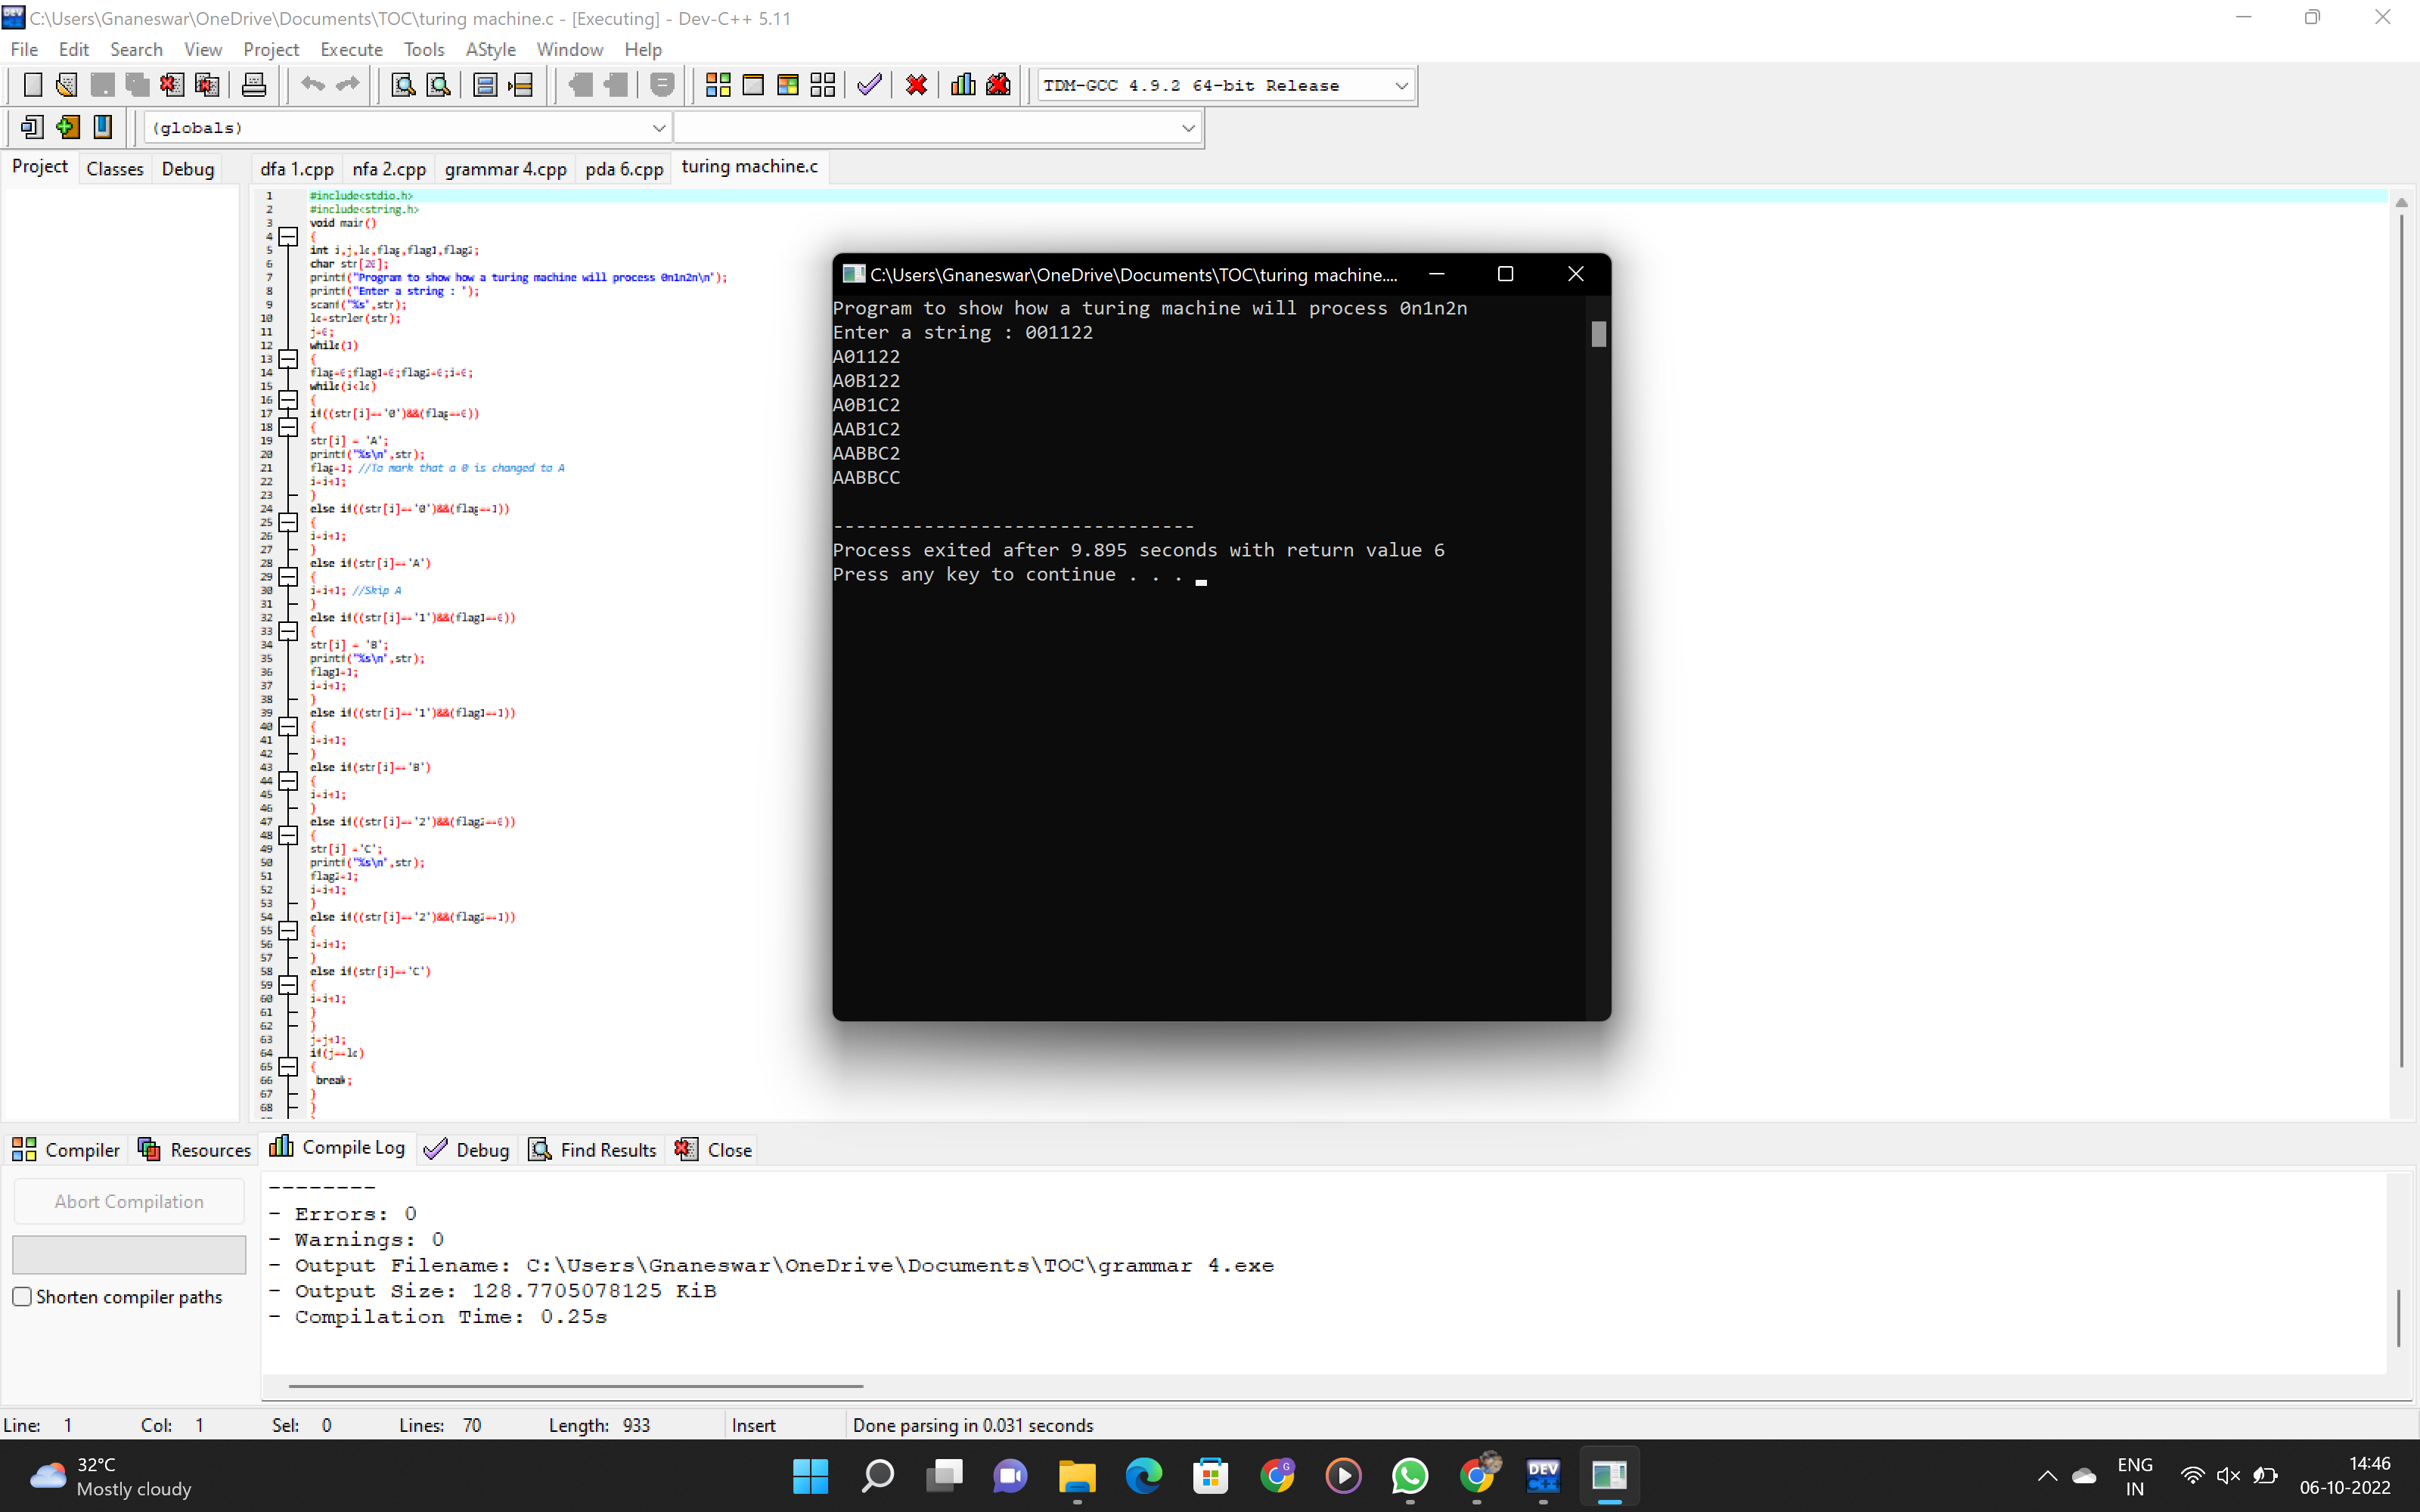 C:\Users\Gnaneswar\OneDrive\Documents\TOC\turing machine.c - [Executing] - Dev-C++ 5.11
File Edit Search View Project Execute Tools AStyle Window Help
TDM-GCC 4.9.2 64-bit Release
(globals)
Project Classes Debug dfa 1.cpp nfa 2.cpp grammar 4.cpp pda 6.cpp turing machine.c
1 #include<stdio.h>
2 #include<string.h>
3 void main()
4 {
5 int i,j,lc,flag,flag1,flag2;
6 char str[20];
7 printf("Program to show how a turing machine will process 0n1n2n\n");
8 printf("Enter a string : ");
9 scanf("%s",str);
10 lc=strlen(str);
11 j=0;
12 while(1)
13 {
14 flag=0;flag1=0;flag2=0;i=0;
15 while(i<lc)
16 {
17 if((str[i]=='0')&&(flag==0))
18 {
19 str[i] = 'A';
20 printf("%s\n",str);
21 flag=1; //To mark that a 0 is changed to A
22 i=i+1;
23 }
24 else if((str[i]=='0')&&(flag==1))
25 {
26 i=i+1;
27 }
28 else if(str[i]=='A')
29 {
30 i=i+1; //Skip A
31 }
32 else if((str[i]=='1')&&(flag1==0))
33 {
34 str[i] = 'B';
35 printf("%s\n",str);
36 flag1=1;
37 i=i+1;
38 }
39 else if((str[i]=='1')&&(flag1==1))
40 {
41 i=i+1;
42 }
43 else if(str[i]=='B')
44 {
45 i=i+1;
46 }
47 else if((str[i]=='2')&&(flag2==0))
48 {
49 str[i] ='C';
50 printf("%s\n",str);
51 flag2=1;
52 i=i+1;
53 }
54 else if((str[i]=='2')&&(flag2==1))
55 {
56 i=i+1;
57 }
58 else if(str[i]=='C')
59 {
60 i=i+1;
61 }
62 }
63 j=j+1;
64 if(j==lc)
65 {
66 break;
67 }
68 }
C:\Users\Gnaneswar\OneDrive\Documents\TOC\turing machine....
Program to show how a turing machine will process 0n1n2n
Enter a string : 001122
A01122
A0B122
A0B1C2
AAB1C2
AABBC2
AABBCC
--------------------------------
Process exited after 9.895 seconds with return value 6
Press any key to continue . . .
Compiler Resources Compile Log Debug Find Results Close
Abort Compilation
Shorten compiler paths
--------
- Errors: 0
- Warnings: 0
- Output Filename: C:\Users\Gnaneswar\OneDrive\Documents\TOC\grammar 4.exe
- Output Size: 128.7705078125 KiB
- Compilation Time: 0.25s
Line: 1 Col: 1 Sel: 0 Lines: 70 Length: 933 Insert Done parsing in 0.031 seconds
32°C
Mostly cloudy
G
DEV
C++
ENG
IN
14:46
06-10-2022